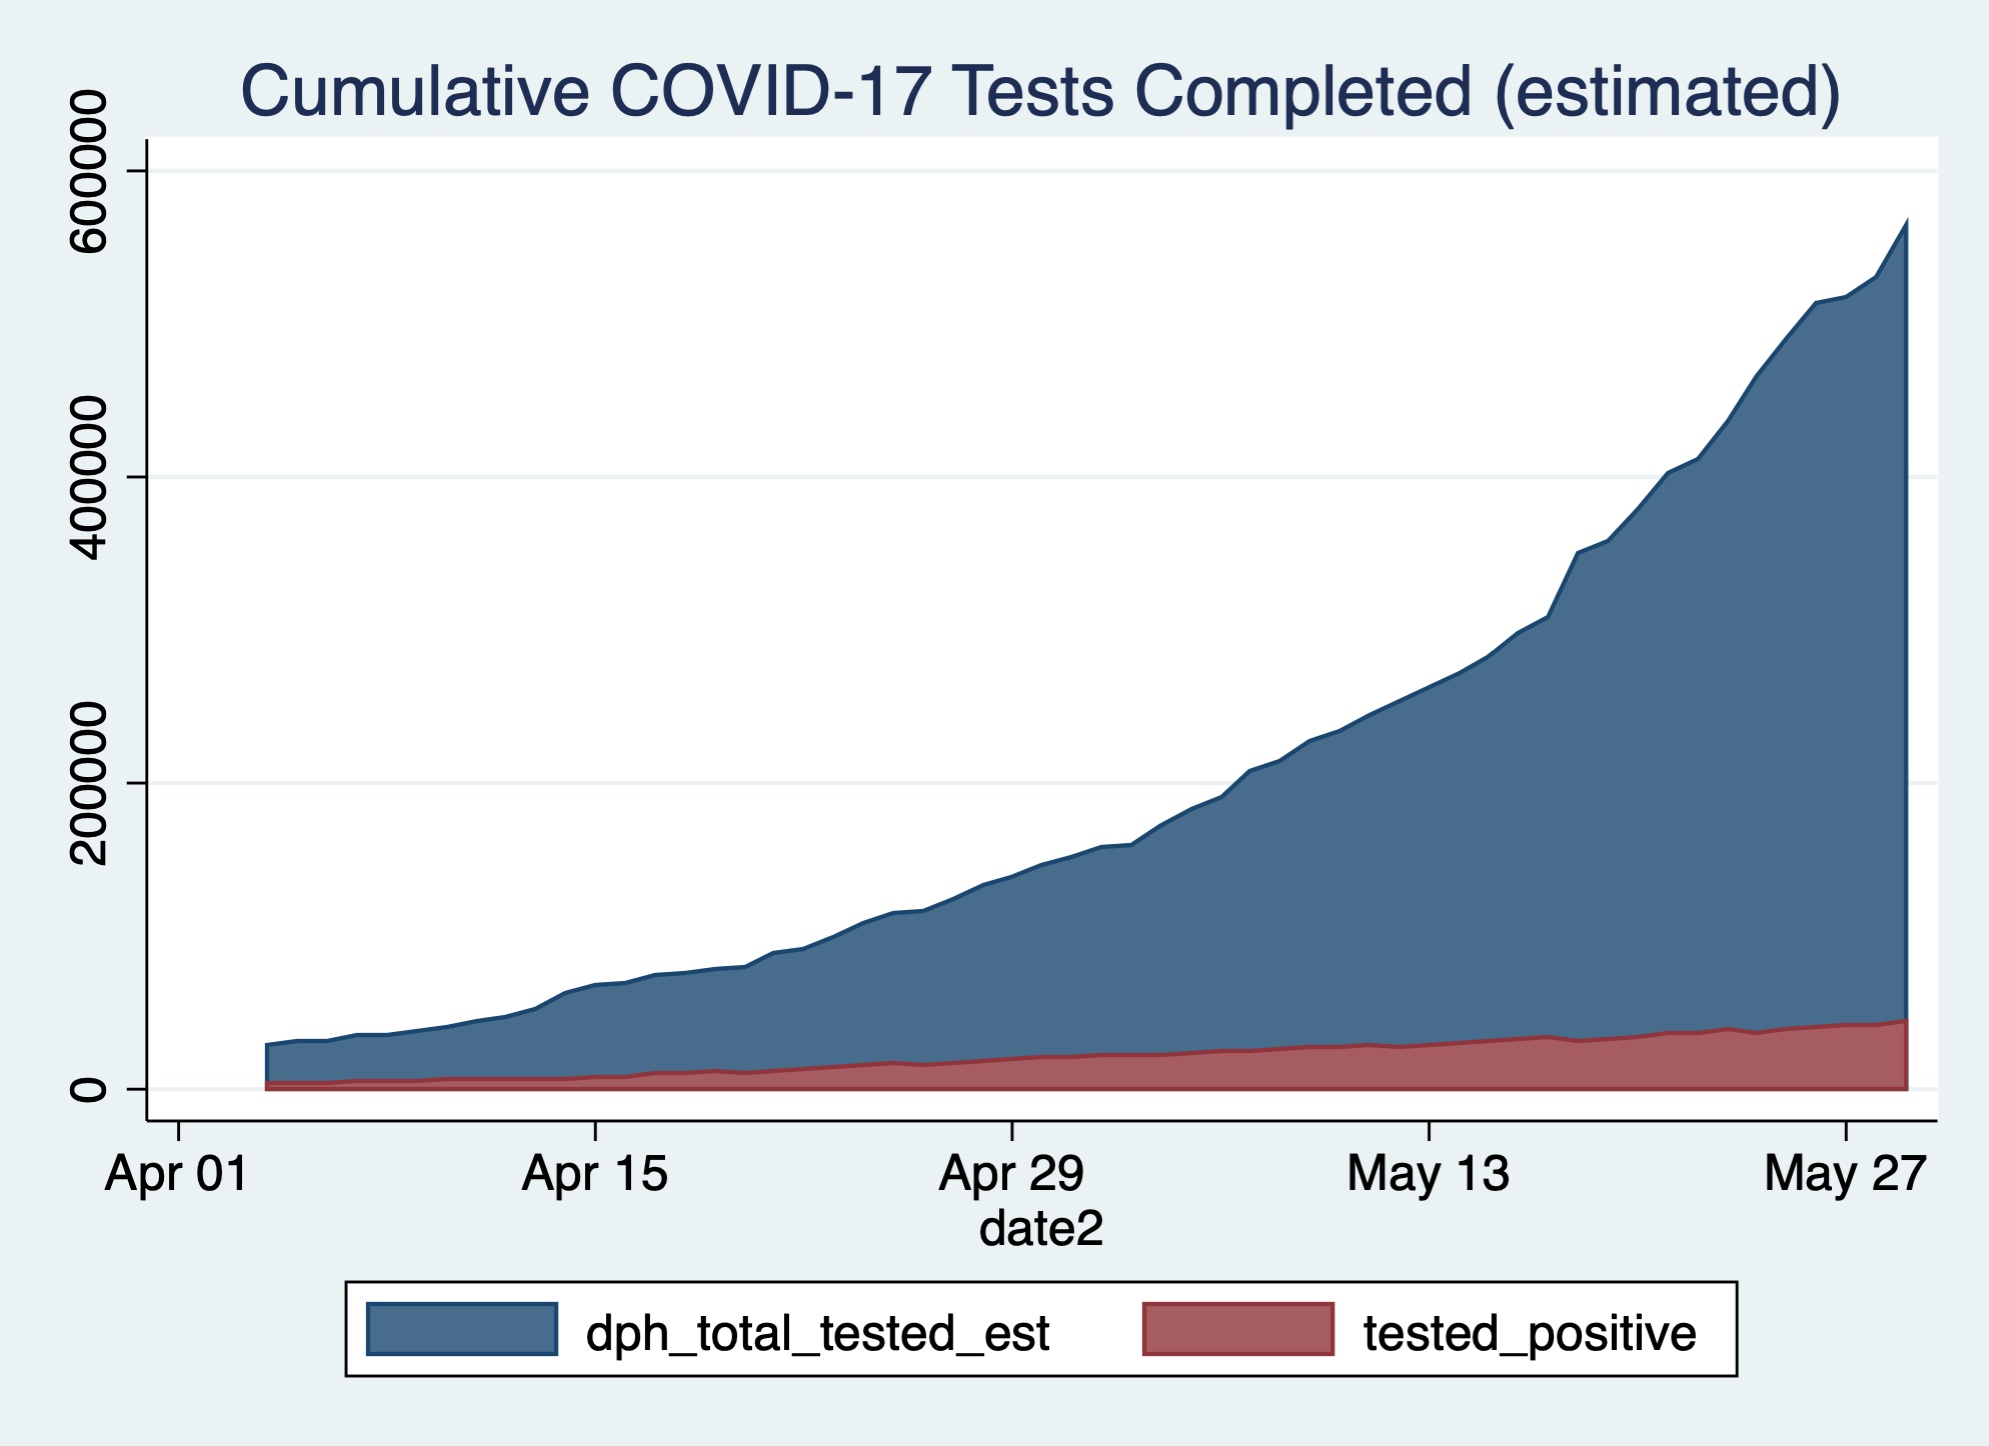 Cumulative COVID-17 Tests Completed (estimated)
600000
400000
200000
0
Apr 01 Apr 15 Apr 29 May 13 May 27
date2
dph_total_tested_est tested_positive